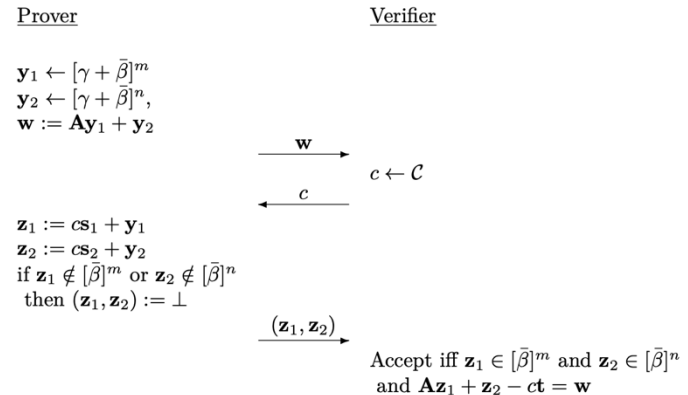 Prover Verifier
y₁ ← [γ + β̄]ᵐ
y₂ ← [γ + β̄]ⁿ,
w := Ay₁ + y₂
w
c ← 𝒞
c
z₁ := cs₁ + y₁
z₂ := cs₂ + y₂
if z₁ ∉ [β̄]ᵐ or z₂ ∉ [β̄]ⁿ
then (z₁, z₂) := ⊥
(z₁, z₂)
Accept iff z₁ ∈ [β̄]ᵐ and z₂ ∈ [β̄]ⁿ
and Az₁ + z₂ − ct = w